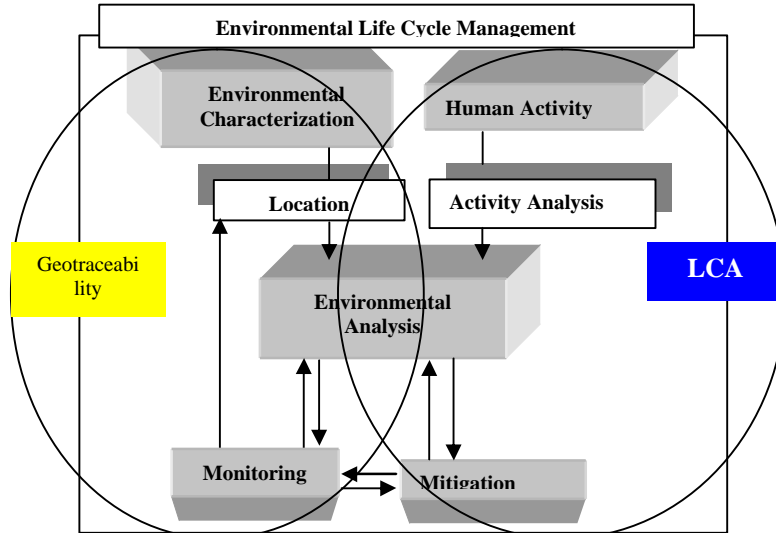 Environmental Life Cycle Management
Environmental
Characterization
Human Activity
Location
Activity Analysis
Geotraceabi
lity
LCA
Environmental
Analysis
Monitoring
Mitigation